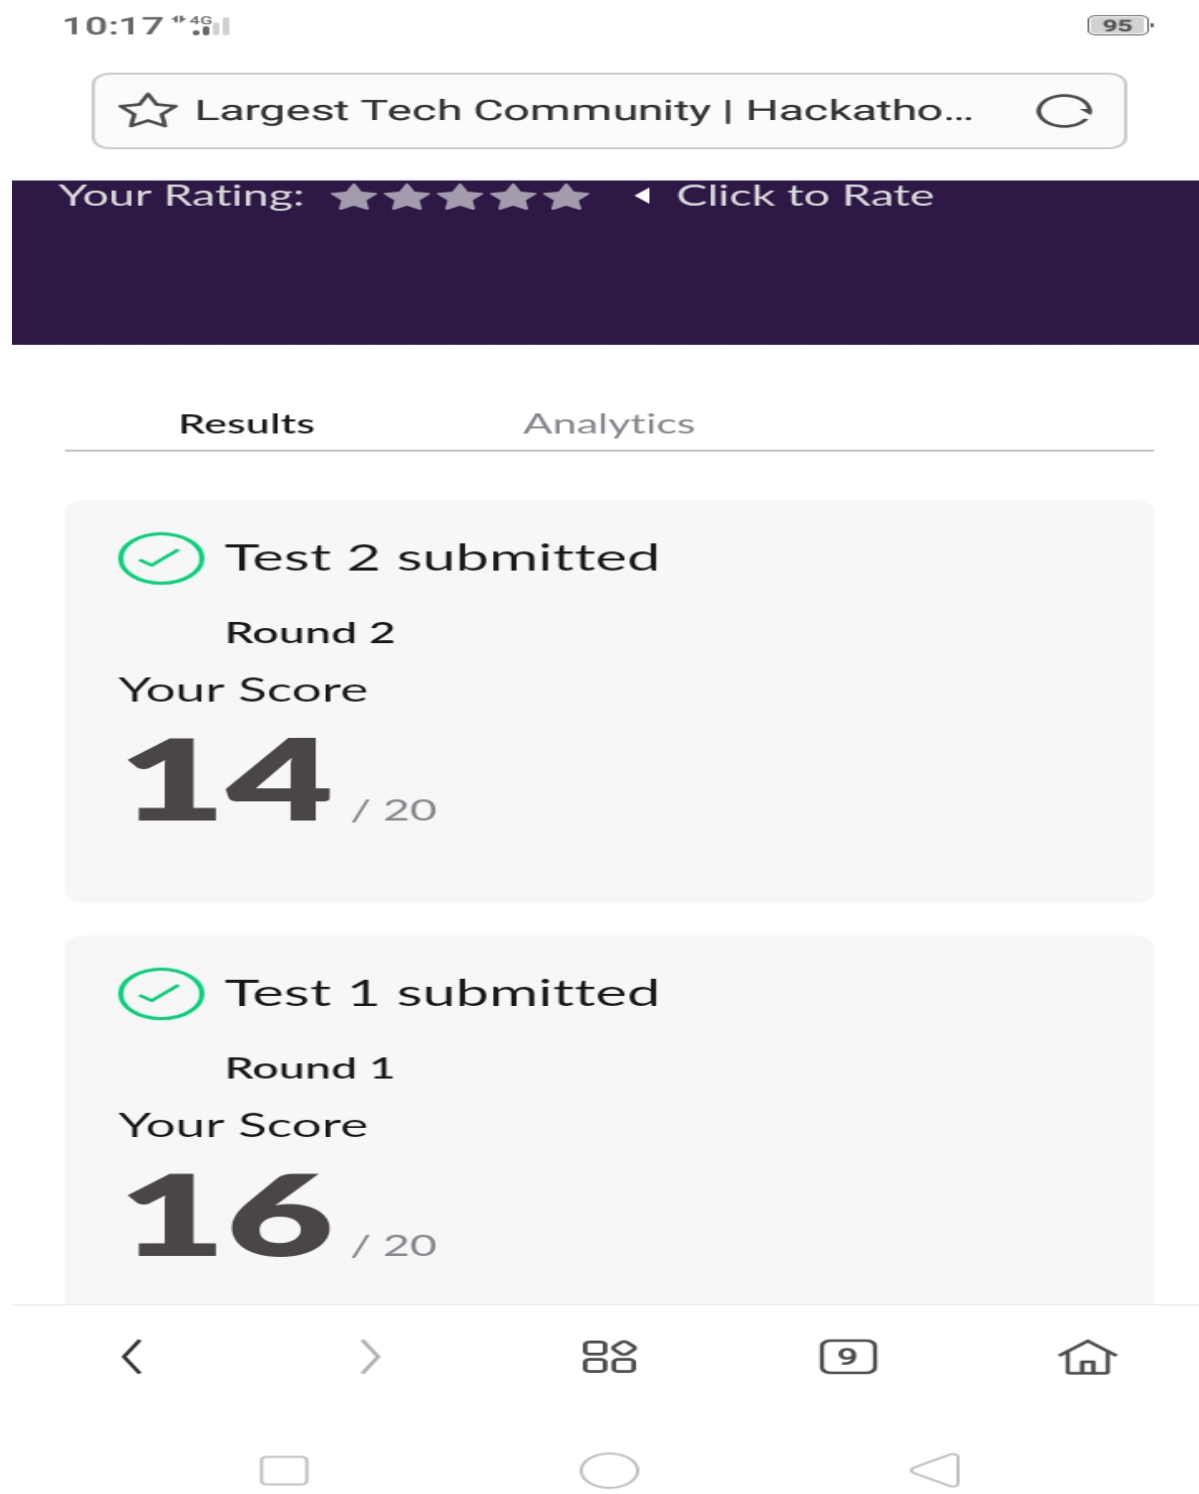 10:17 4G 95
Largest Tech Community | Hackatho...
Your Rating: Click to Rate
Results Analytics
Test 2 submitted
Round 2
Your Score
14 / 20
Test 1 submitted
Round 1
Your Score
16 / 20
9